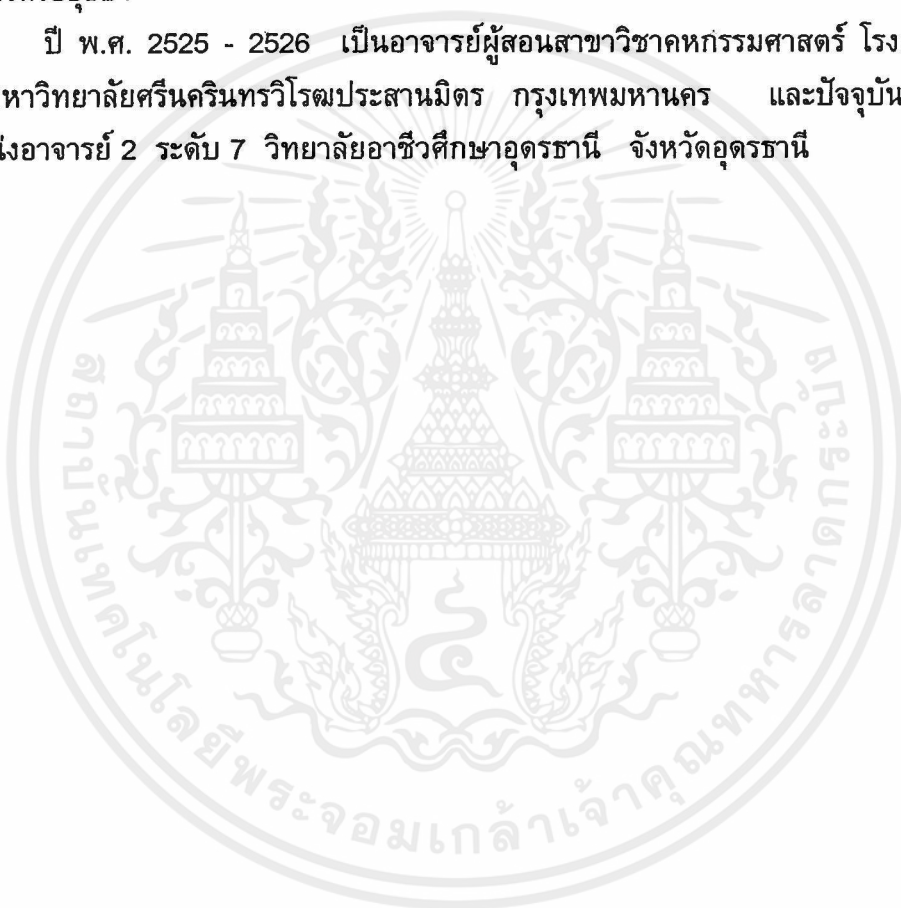 ปี พ.ศ. 2525 - 2526 เป็นอาจารย์ผู้สอนสาขาวิชาคหกรรมศาสตร์ โรง
หาวิทยาลัยศรีนครินทรวิโรฒประสานมิตร กรุงเทพมหานคร และปัจจุบัน
น่งอาจารย์ 2 ระดับ 7 วิทยาลัยอาชีวศึกษาอุดรธานี จังหวัดอุดรธานี
สถาบันเทคโนโลยีพระจอมเกล้าเจ้าคุณทหารลาดกระบัง